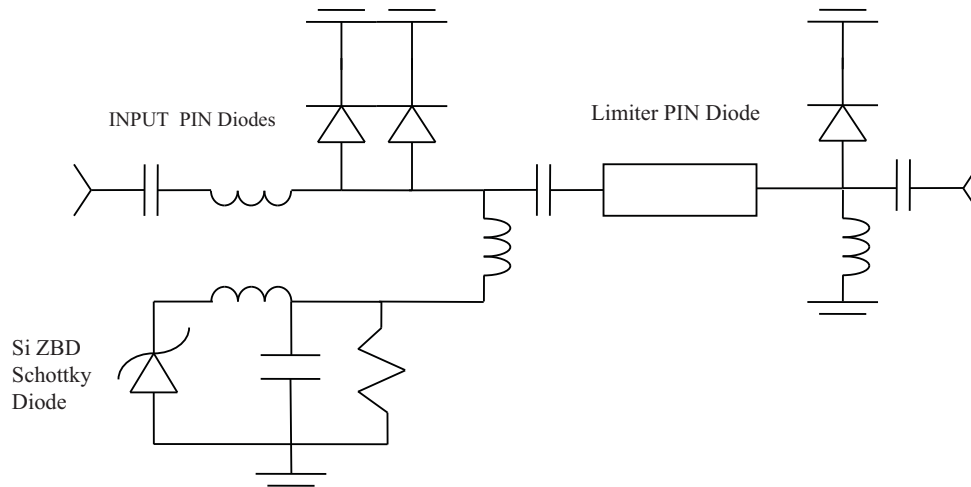 INPUT PIN Diodes
Limiter PIN Diode
Si ZBD
Schottky
Diode